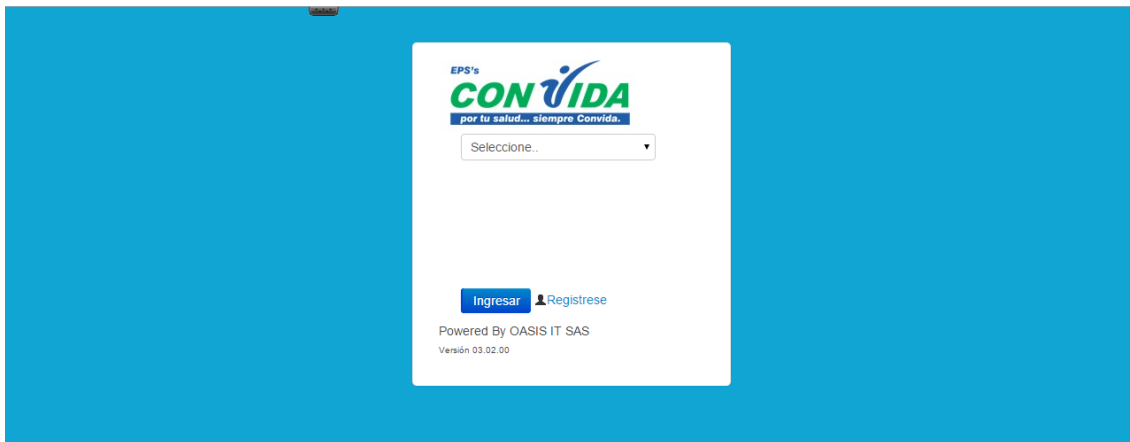 EPS's
CONVIDA
por tu salud... siempre Convida.
Seleccione..
Ingresar Registrese
Powered By OASIS IT SAS
Versión 03.02.00